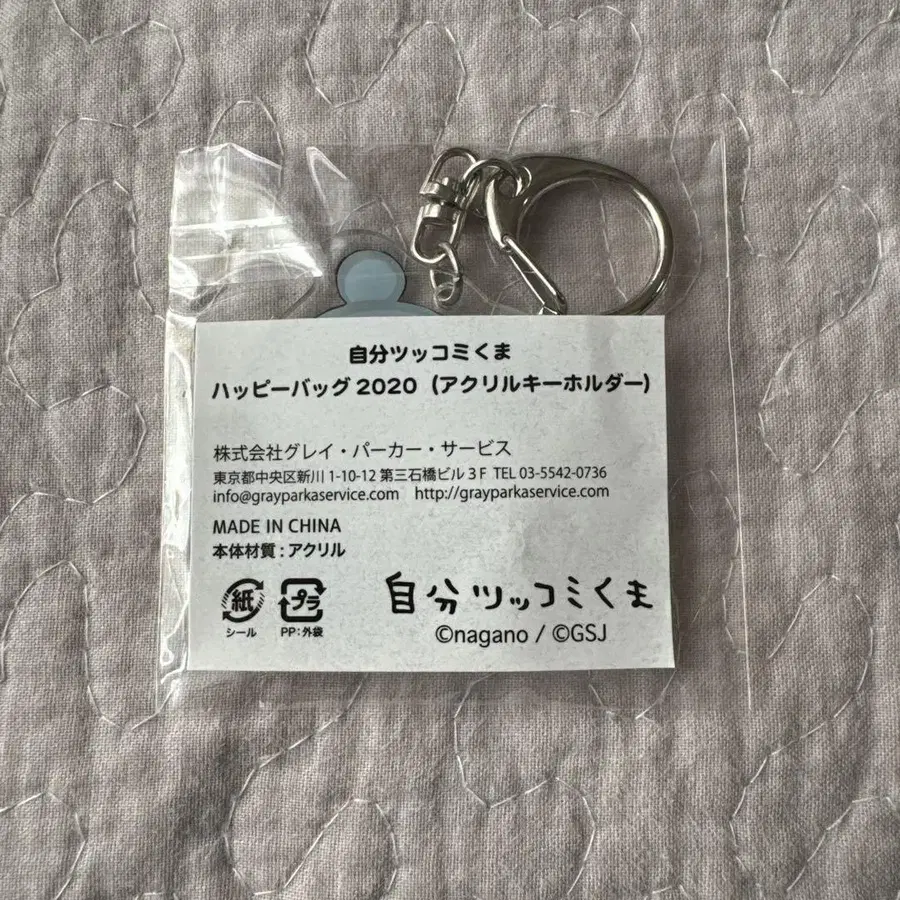 自分ツッコミくま
ハッピーバッグ2020（アクリルキーホルダー）
株式会社グレイ・パーカー・サービス
東京都中央区新川1-10-12 第三石橋ビル3F TEL 03-5542-0736
info@grayparkaservice.com http://grayparkaservice.com
MADE IN CHINA
本体材質：アクリル
紙 プラ
シール PP：外袋
自分ツッコミくま
©nagano / ©GSJ